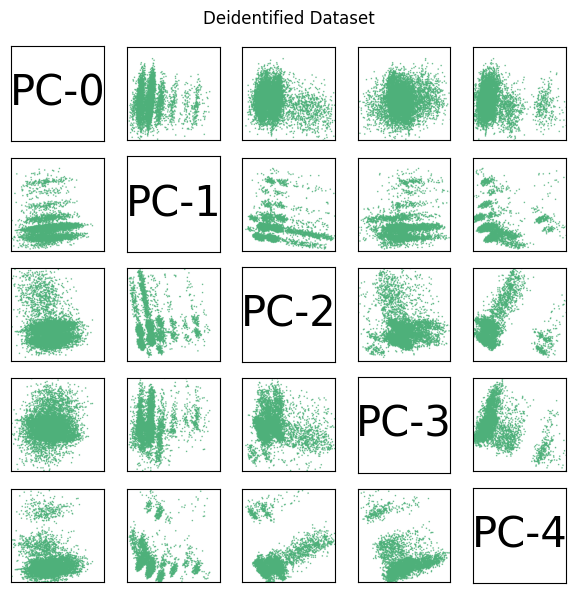 Deidentified Dataset
PC-0
PC-1
PC-2
PC-3
PC-4